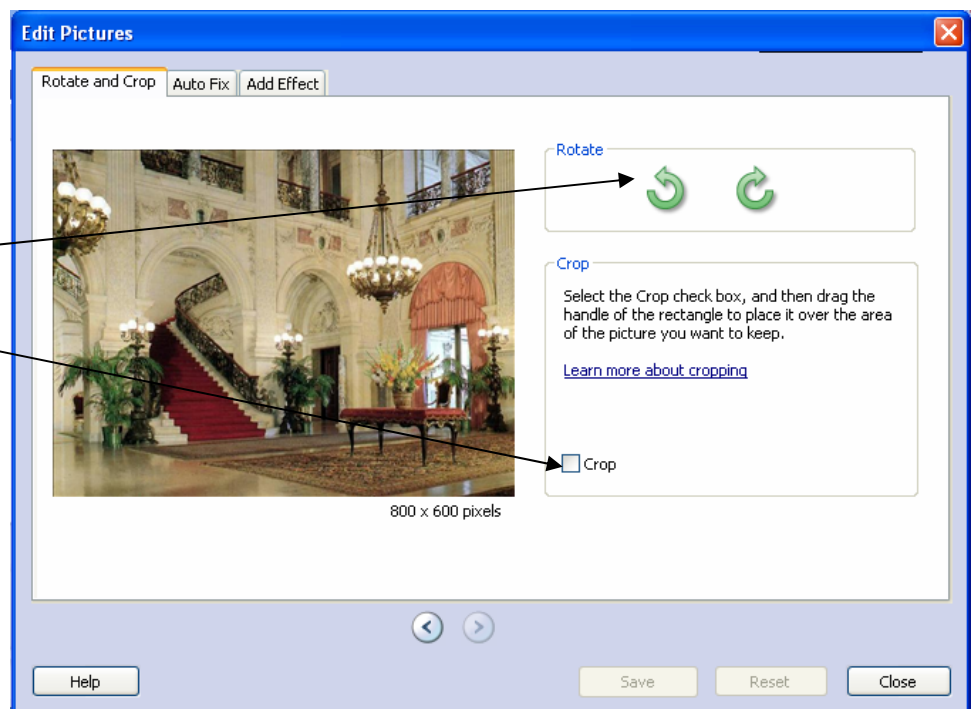 Edit Pictures
Rotate and Crop
Auto Fix
Add Effect
Rotate
Crop
Select the Crop check box, and then drag the
handle of the rectangle to place it over the area
of the picture you want to keep.
Learn more about cropping
Crop
800 x 600 pixels
Help
Save
Reset
Close